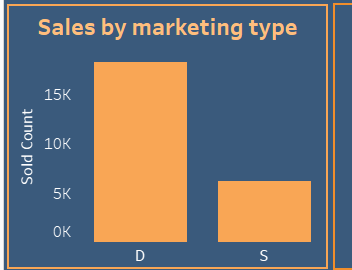 Sales by marketing type
Sold Count
15K
10K
5K
0K
D S